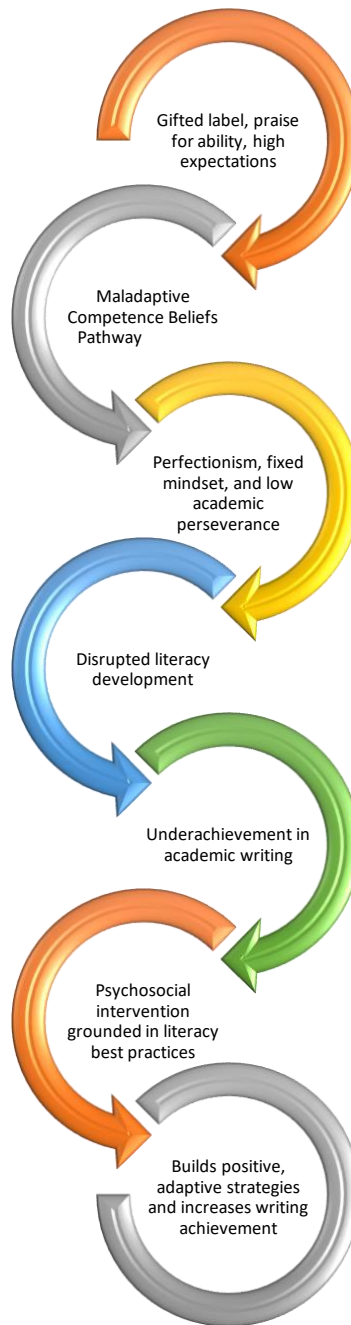 Gifted label, praise
for ability, high
expectations
Maladaptive
Competence Beliefs
Pathway
Perfectionism, fixed
mindset, and low
academic
perseverance
Disrupted literacy
development
Underachievement in
academic writing
Psychosocial
intervention
grounded in literacy
best practices
Builds positive,
adaptive strategies
and increases writing
achievement